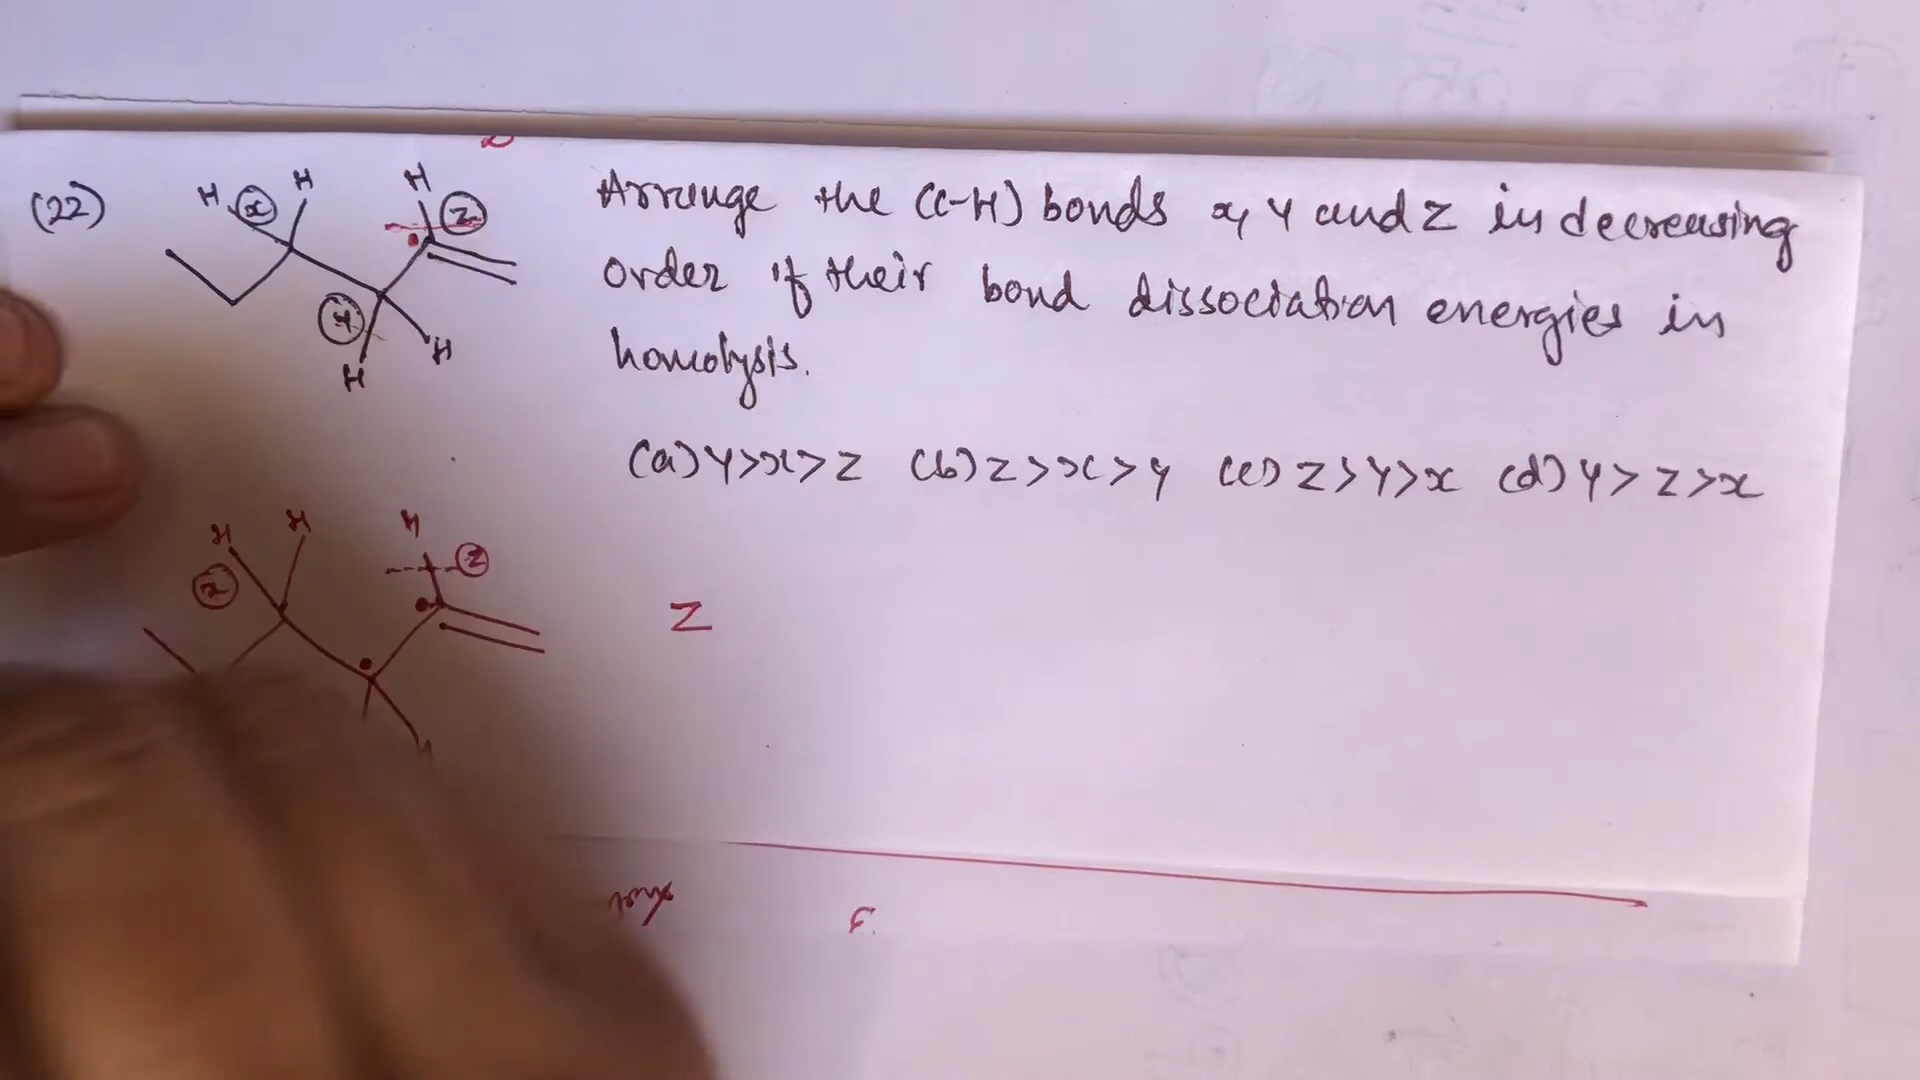 (22)
H x H H z
y H H
Arrange the (C-H) bonds x, y and z in decreasing
order of their bond dissociation energies in
homolysis.
(a) y > x > z (b) z > x > y (c) z > y > x (d) y > z > x
H H H
x z
z